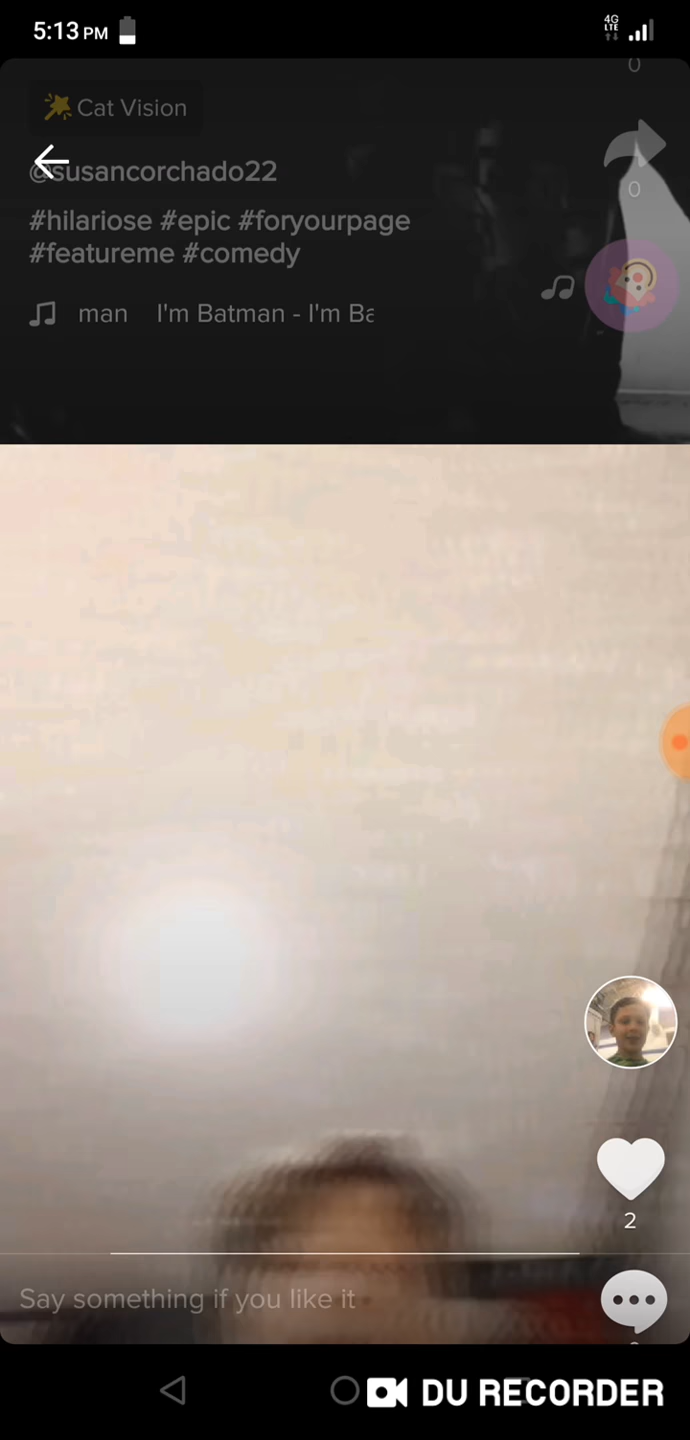 5:13 PM
4G
LTE
0
Cat Vision
@susancorchado22
0
#hilariose #epic #foryourpage
#featureme #comedy
man I'm Batman - I'm Ba
2
Say something if you like it
DU RECORDER